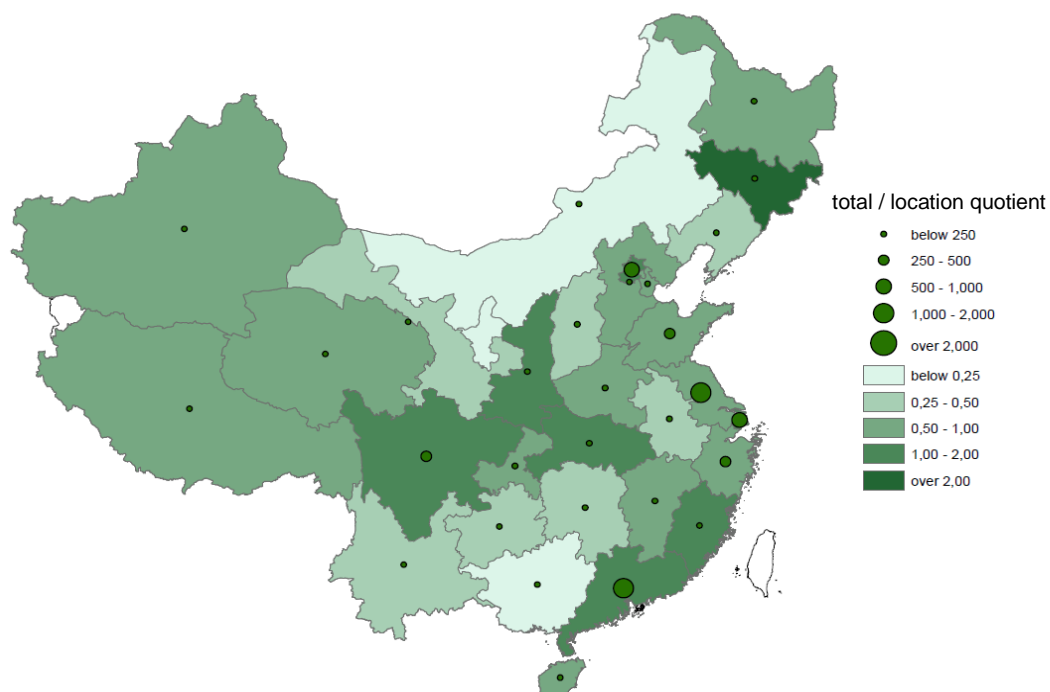 total / location quotient
below 250
250 - 500
500 - 1,000
1,000 - 2,000
over 2,000
below 0,25
0,25 - 0,50
0,50 - 1,00
1,00 - 2,00
over 2,00